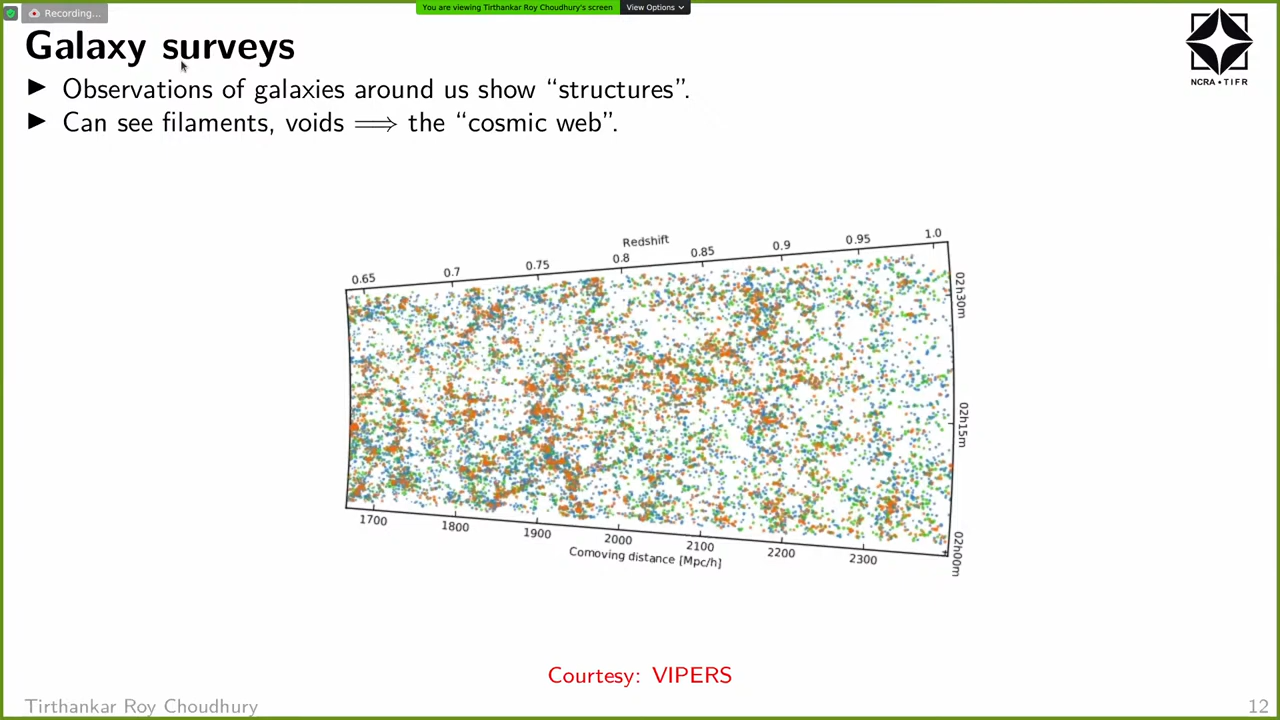 Recording...
You are viewing Tirthankar Roy Choudhury's screen
View Options
Galaxy surveys
NCRA • TIFR
▶ Observations of galaxies around us show “structures”.
▶ Can see filaments, voids ⟹ the “cosmic web”.
Redshift
0.65 0.7 0.75 0.8 0.85 0.9 0.95 1.0
02h30m
02h15m
02h00m
1700 1800 1900 2000 2100 2200 2300
Comoving distance [Mpc/h]
Courtesy: VIPERS
Tirthankar Roy Choudhury
12